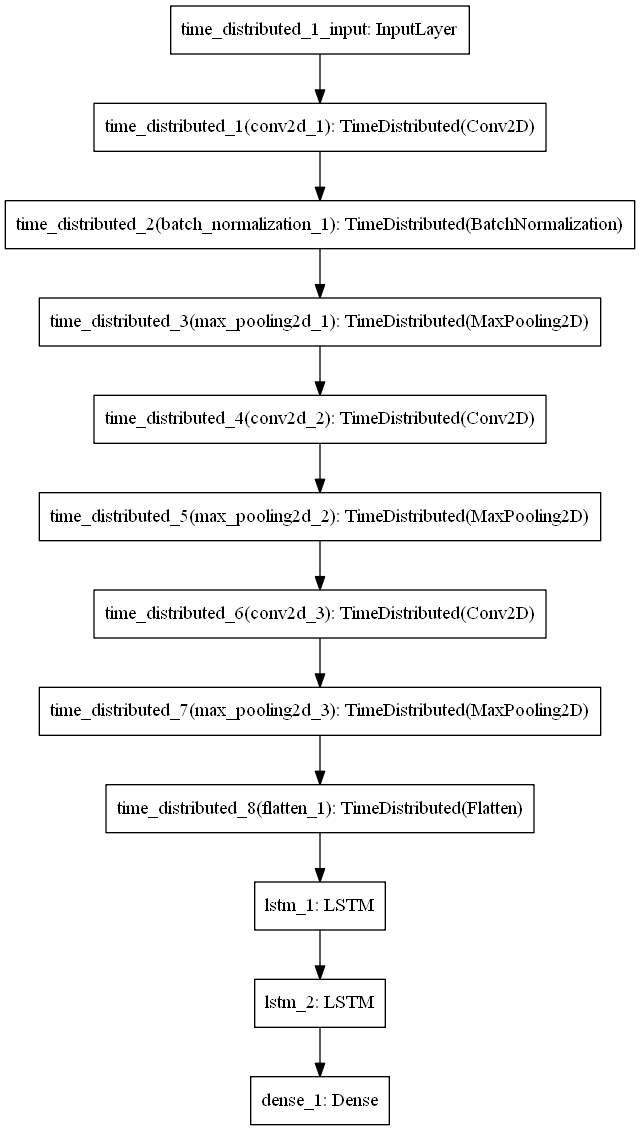 time_distributed_1_input: InputLayer
time_distributed_1(conv2d_1): TimeDistributed(Conv2D)
time_distributed_2(batch_normalization_1): TimeDistributed(BatchNormalization)
time_distributed_3(max_pooling2d_1): TimeDistributed(MaxPooling2D)
time_distributed_4(conv2d_2): TimeDistributed(Conv2D)
time_distributed_5(max_pooling2d_2): TimeDistributed(MaxPooling2D)
time_distributed_6(conv2d_3): TimeDistributed(Conv2D)
time_distributed_7(max_pooling2d_3): TimeDistributed(MaxPooling2D)
time_distributed_8(flatten_1): TimeDistributed(Flatten)
lstm_1: LSTM
lstm_2: LSTM
dense_1: Dense